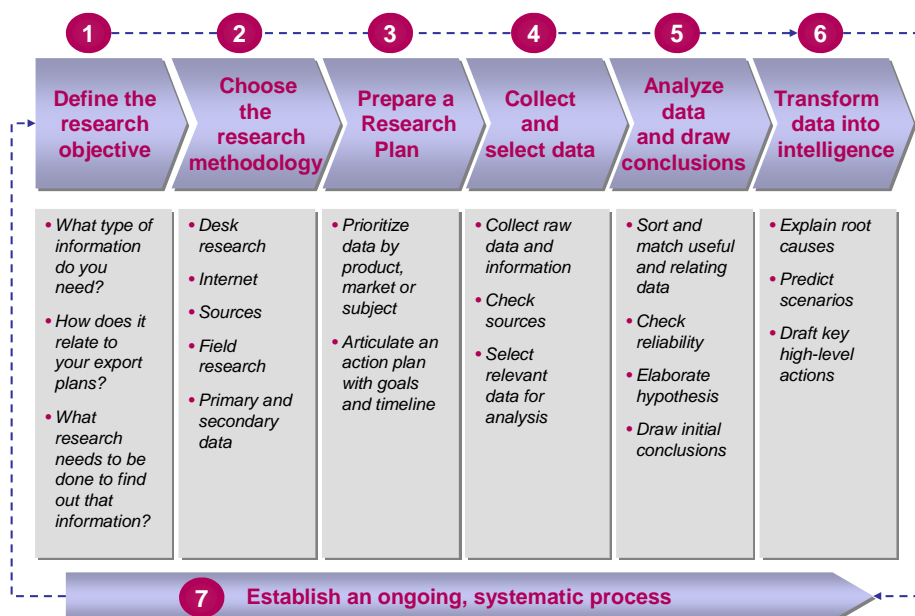 1
2
3
4
5
6
Define the
research
objective
Choose
the
research
methodology
Prepare a
Research
Plan
Collect
and
select data
Analyze
data
and draw
conclusions
Transform
data into
intelligence
• What type of
information
do you
need?
• How does it
relate to
your export
plans?
• What
research
needs to be
done to find
out that
information?
• Desk
research
• Internet
• Sources
• Field
research
• Primary and
secondary
data
• Prioritize
data by
product,
market or
subject
• Articulate an
action plan
with goals
and timeline
• Collect raw
data and
information
• Check
sources
• Select
relevant
data for
analysis
• Sort and
match useful
and relating
data
• Check
reliability
• Elaborate
hypothesis
• Draw initial
conclusions
• Explain root
causes
• Predict
scenarios
• Draft key
high-level
actions
7 Establish an ongoing, systematic process